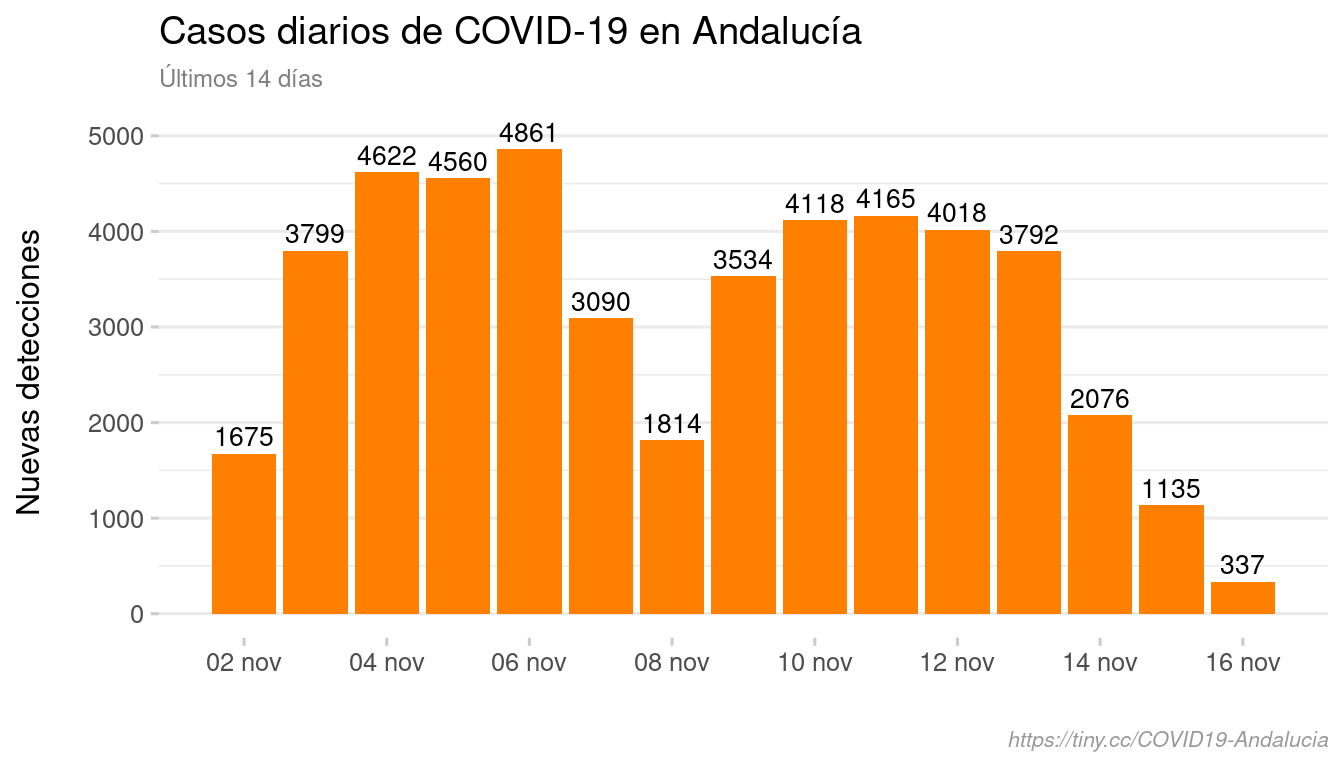 Casos diarios de COVID-19 en Andalucía
Últimos 14 días
Nuevas detecciones
5000
4000
3000
2000
1000
0
1675
3799
4622
4560
4861
3090
1814
3534
4118
4165
4018
3792
2076
1135
337
02 nov
04 nov
06 nov
08 nov
10 nov
12 nov
14 nov
16 nov
https://tiny.cc/COVID19-Andalucia